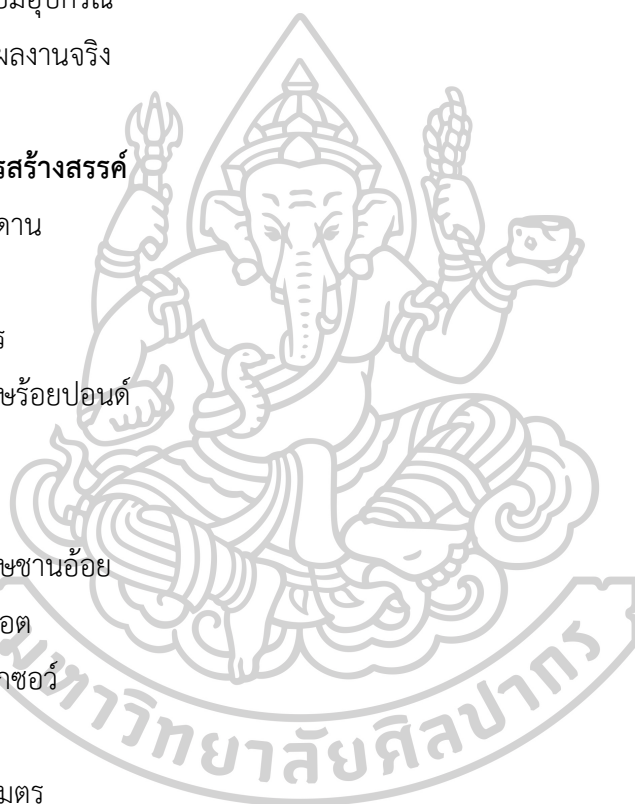 มอุปกรณ์
ผลงานจริง
รสร้างสรรค์
ดาน
ร
ษร้อยปอนด์
ษชานอ้อย
อต
กซอว์
มตร
มหาวิทยาลัยศิลปากร